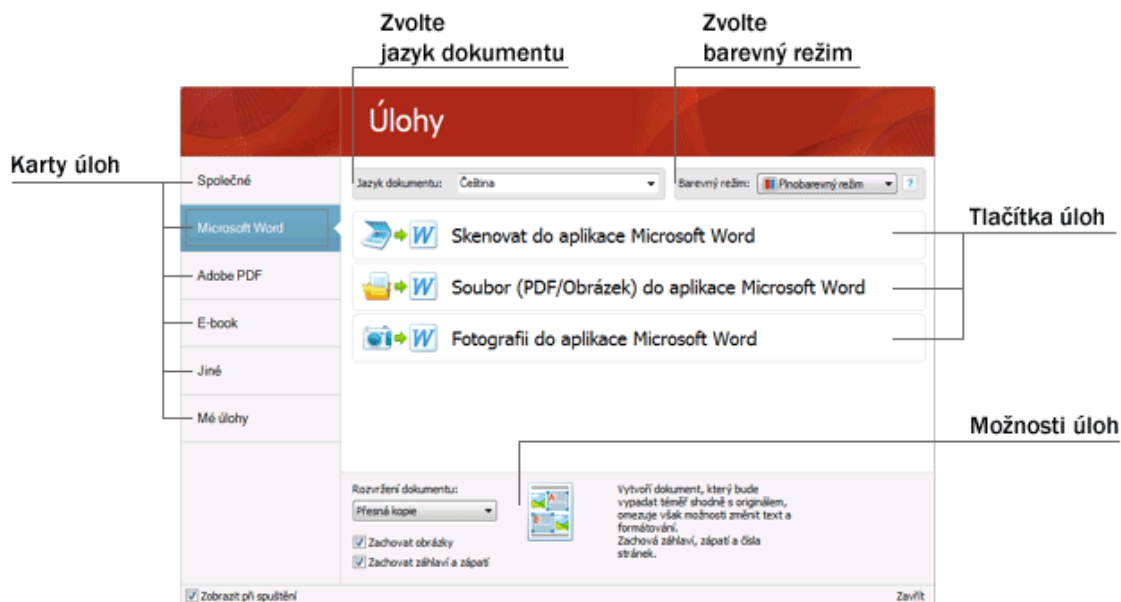 Zvolte
jazyk dokumentu
Zvolte
barevný režim
Úlohy
Karty úloh
Společné
Microsoft Word
Adobe PDF
E-book
Jiné
Mé úlohy
Jazyk dokumentu: Čeština
Barevný režim: Plnobarevný režim ?
Skenovat do aplikace Microsoft Word
Soubor (PDF/Obrázek) do aplikace Microsoft Word
Fotografii do aplikace Microsoft Word
Tlačítka úloh
Možnosti úloh
Rozvržení dokumentu:
Přesná kopie
Zachovat obrázky
Zachovat záhlaví a zápatí
Vytvoří dokument, který bude
vypadat téměř shodně s originálem,
omezuje však možnosti změnit text a
formátování.
Zachová záhlaví, zápatí a čísla
stránek.
Zobrazit při spuštění
Zavřít